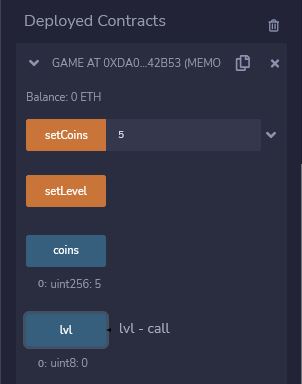 Deployed Contracts
GAME AT 0XDA0...42B53 (MEMO
Balance: 0 ETH
setCoins 5
setLevel
coins
0: uint256: 5
lvl lvl - call
0: uint8: 0